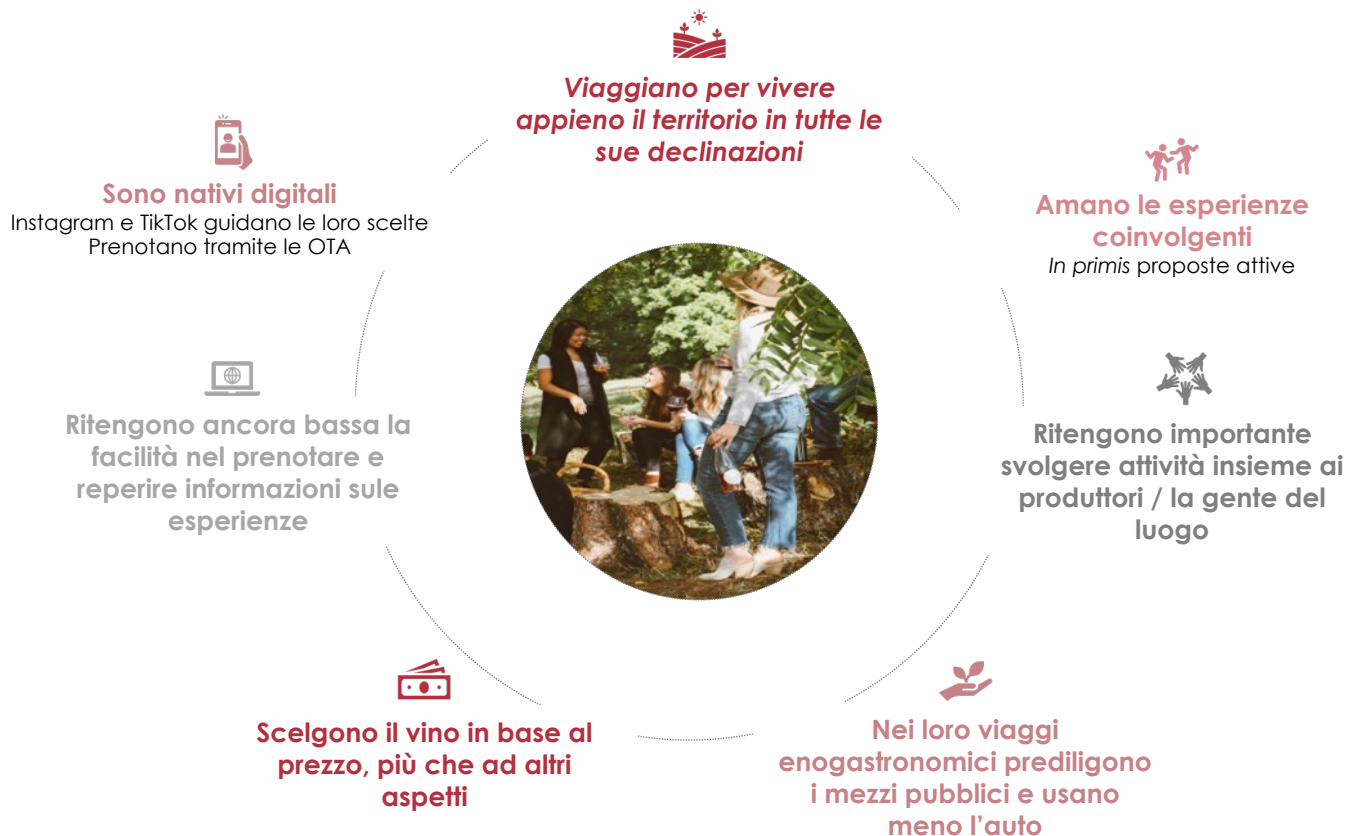 Viaggiano per vivere
appieno il territorio in tutte le
sue declinazioni
Sono nativi digitali
Instagram e TikTok guidano le loro scelte
Prenotano tramite le OTA
Amano le esperienze
coinvolgenti
In primis proposte attive
Ritengono ancora bassa la
facilità nel prenotare e
reperire informazioni sule
esperienze
Ritengono importante
svolgere attività insieme ai
produttori / la gente del
luogo
Scelgono il vino in base al
prezzo, più che ad altri
aspetti
Nei loro viaggi
enogastronomici prediligono
i mezzi pubblici e usano
meno l'auto